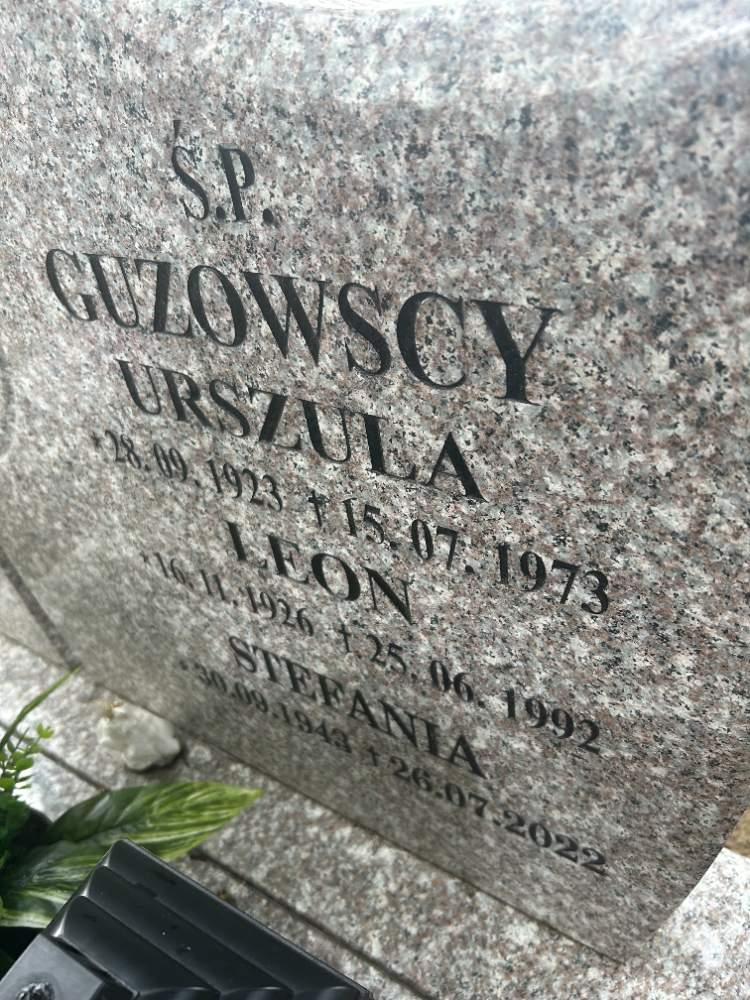 Ś.P.
GUZOWSCY
URSZULA
*28.09.1923 †15.07.1973
LEON
*16.11.1926 †25.06.1992
STEFANIA
*30.09.1943 †26.07.2022